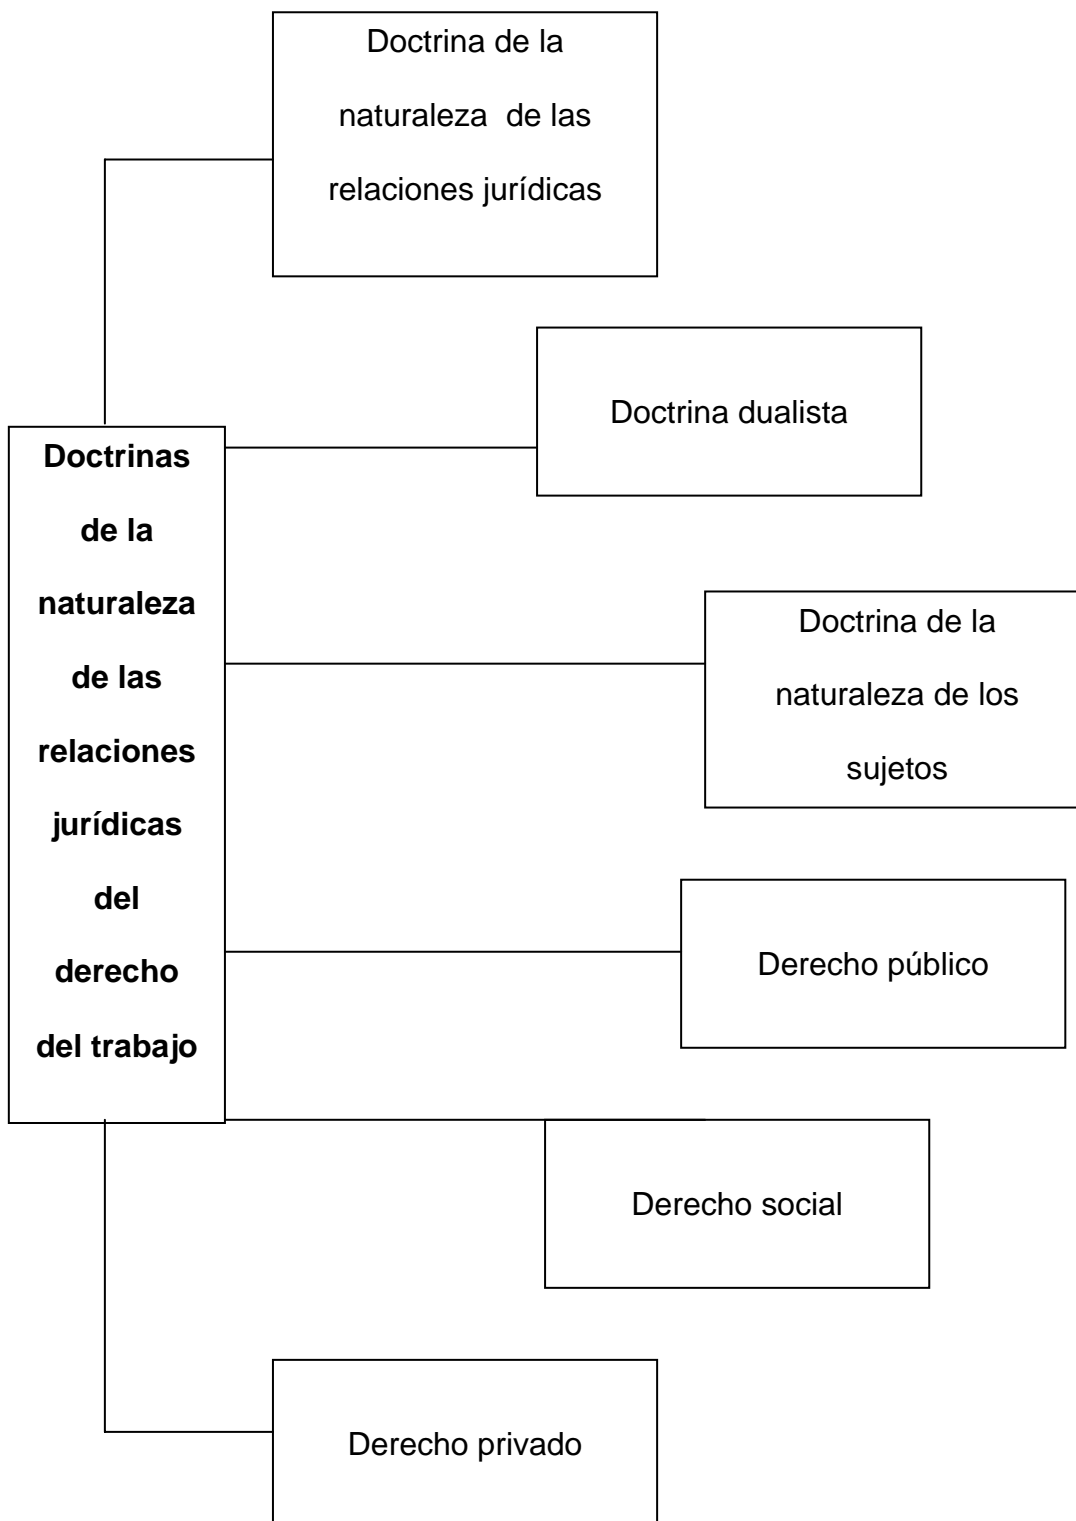 Doctrina de la
naturaleza de las
relaciones jurídicas
Doctrina dualista
Doctrinas
de la
naturaleza
de las
relaciones
jurídicas
del
derecho
del trabajo
Doctrina de la
naturaleza de los
sujetos
Derecho público
Derecho social
Derecho privado